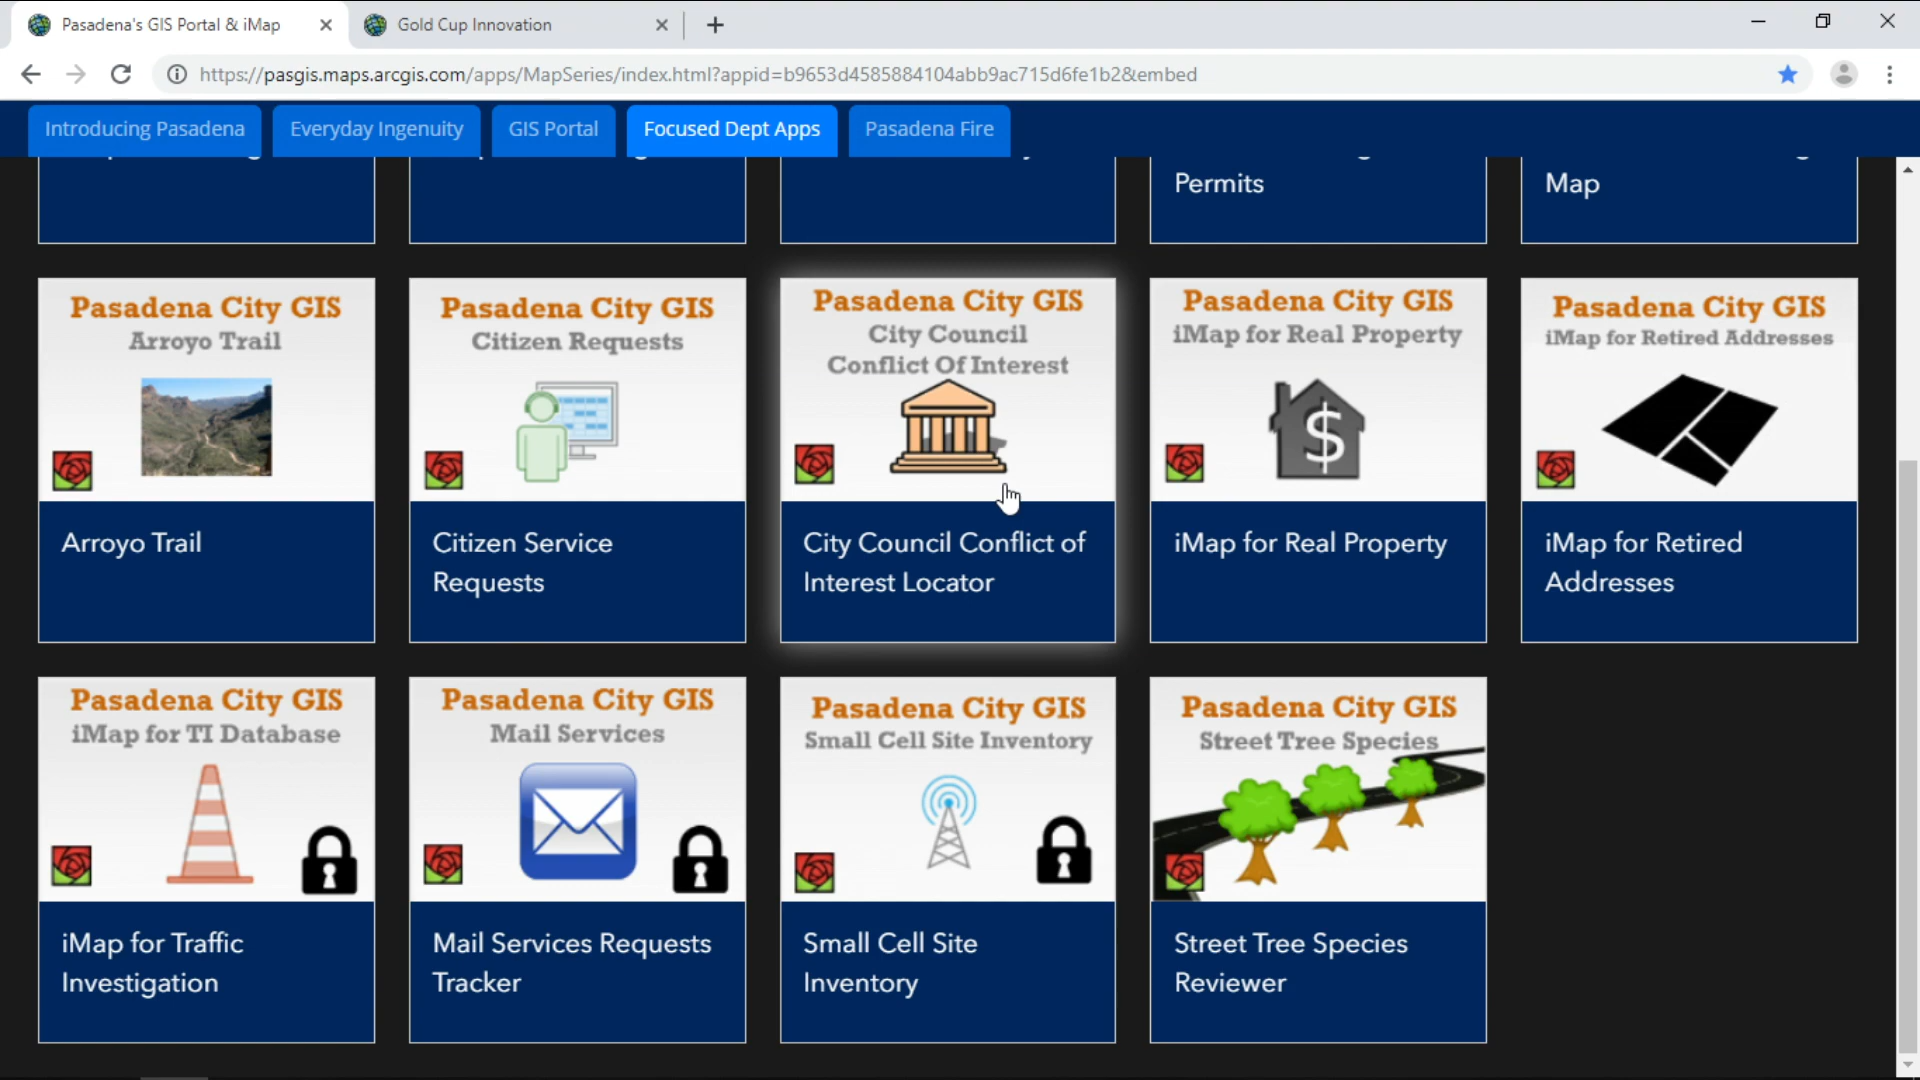 Pasadena's GIS Portal & iMap
Gold Cup Innovation
https://pasgis.maps.arcgis.com/apps/MapSeries/index.html?appid=b9653d4585884104abb9ac715d6fe1b2&embed
Introducing Pasadena
Everyday Ingenuity
GIS Portal
Focused Dept Apps
Pasadena Fire
Permits
Map
Pasadena City GIS
Arroyo Trail
Arroyo Trail
Pasadena City GIS
Citizen Requests
Citizen Service
Requests
Pasadena City GIS
City Council
Conflict Of Interest
City Council Conflict of
Interest Locator
Pasadena City GIS
iMap for Real Property
$
iMap for Real Property
Pasadena City GIS
iMap for Retired Addresses
iMap for Retired
Addresses
Pasadena City GIS
iMap for TI Database
iMap for Traffic
Investigation
Pasadena City GIS
Mail Services
Mail Services Requests
Tracker
Pasadena City GIS
Small Cell Site Inventory
Small Cell Site
Inventory
Pasadena City GIS
Street Tree Species
Street Tree Species
Reviewer